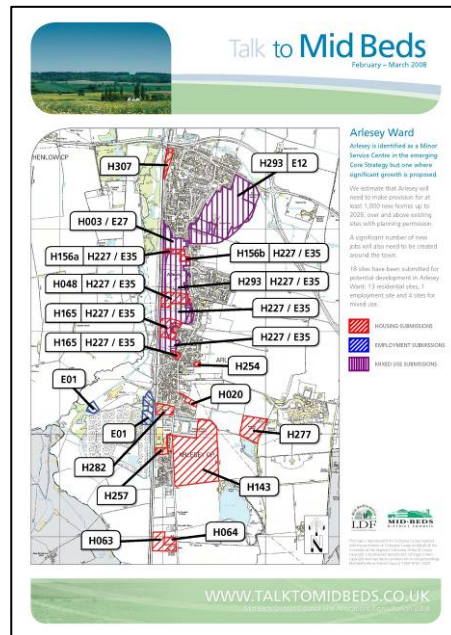 Talk to Mid Beds
February – March 2008
Arlesey Ward
Arlesey is identified as a Minor
Service Centre in the emerging
Core Strategy but one where
significant growth is proposed
We estimate that Arlesey will
need to make provision for at
least 1,000 new homes up to
2026, over and above existing
sites with planning permission.
A significant number of new
jobs will also need to be created
around the town.
18 sites have been submitted for
potential development in Arlesey
Ward: 13 residential sites, 1
employment site and 4 sites for
mixed use.
HOUSING SUBMISSIONS
EMPLOYMENT SUBMISSIONS
MIXED USE SUBMISSIONS
HENLOW CP
H307
H293 E12
H003 / E27
H156a H227 / E35
H156b H227 / E35
H048 H227 / E35
H293 H227 / E35
H165 H227 / E35
H227 / E35
H165 H227 / E35
H227 / E35
H254
E01
H020
E01
H277
H282
ARLESEY CP
H257
H143
H063
H064
N
LDF
MID-BEDS
DISTRICT COUNCIL
WWW.TALKTOMIDBEDS.CO.UK